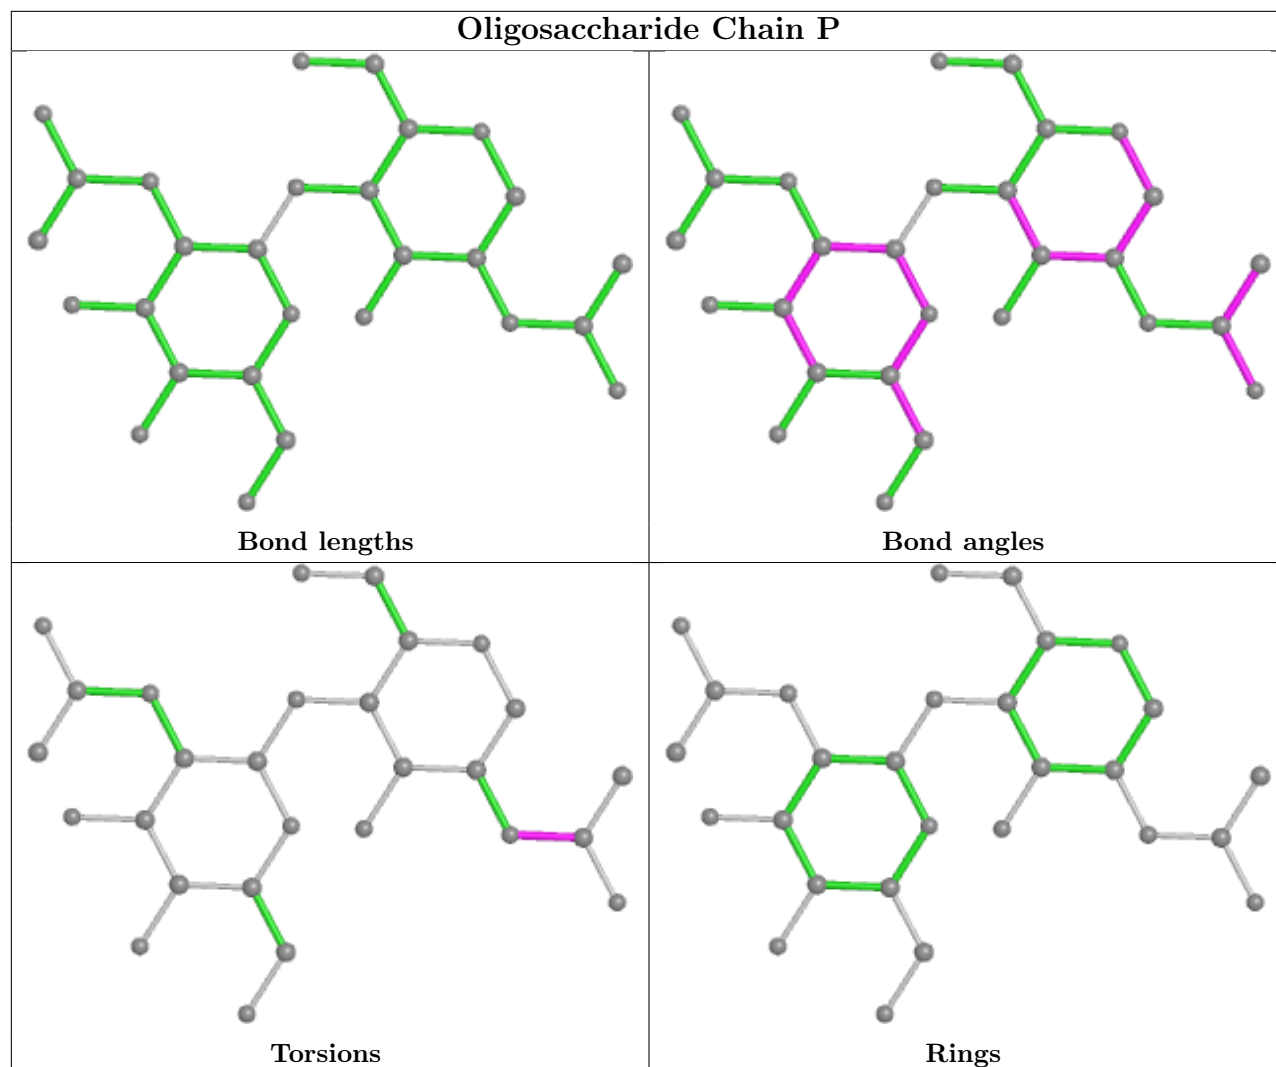 Oligosaccharide Chain P
Bond lengths
Bond angles
Torsions
Rings